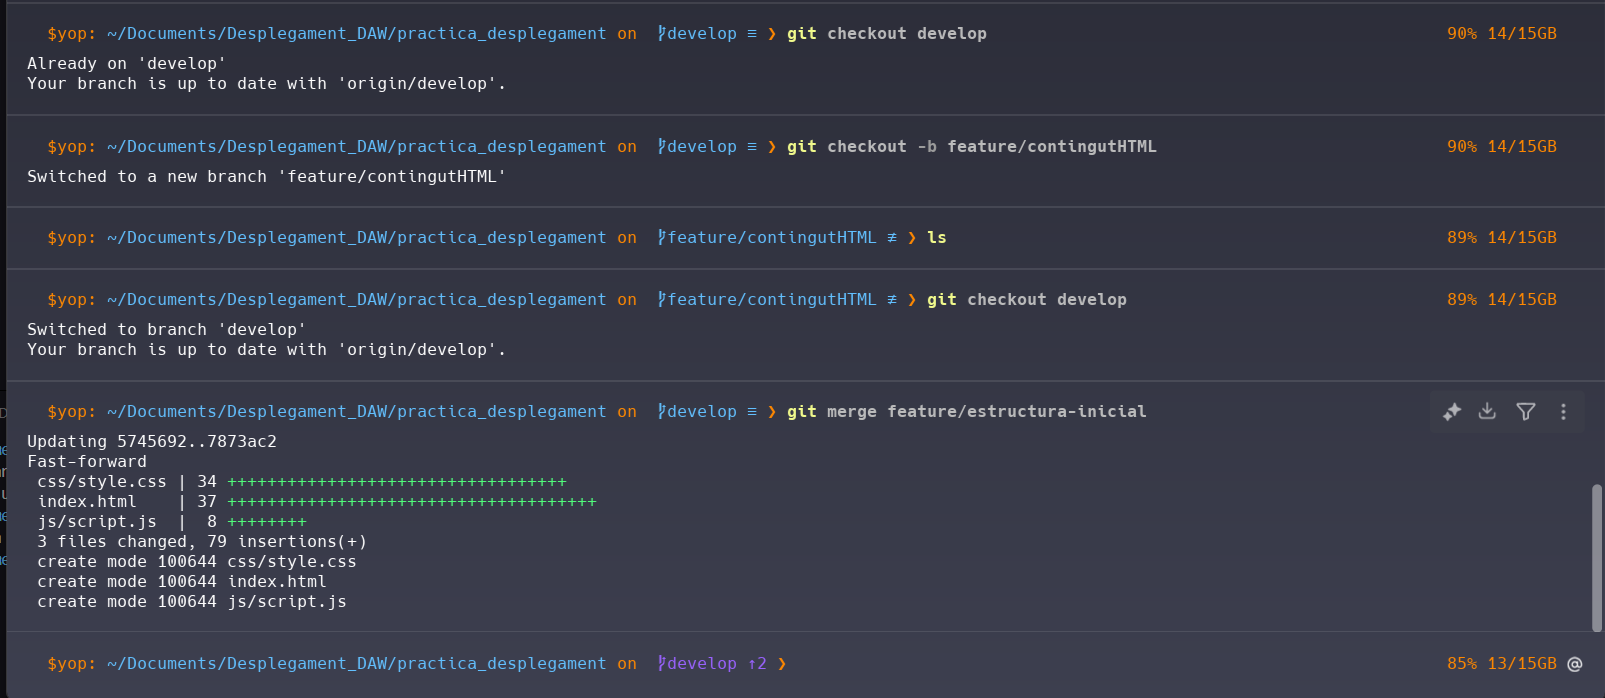 $yop: ~/Documents/Desplegament_DAW/practica_desplegament on develop ≡ ❯ git checkout develop 90% 14/15GB
Already on 'develop'
Your branch is up to date with 'origin/develop'.
$yop: ~/Documents/Desplegament_DAW/practica_desplegament on develop ≡ ❯ git checkout -b feature/contingutHTML 90% 14/15GB
Switched to a new branch 'feature/contingutHTML'
$yop: ~/Documents/Desplegament_DAW/practica_desplegament on feature/contingutHTML ≢ ❯ ls 89% 14/15GB
$yop: ~/Documents/Desplegament_DAW/practica_desplegament on feature/contingutHTML ≢ ❯ git checkout develop 89% 14/15GB
Switched to branch 'develop'
Your branch is up to date with 'origin/develop'.
$yop: ~/Documents/Desplegament_DAW/practica_desplegament on develop ≡ ❯ git merge feature/estructura-inicial
Updating 5745692..7873ac2
Fast-forward
 css/style.css | 34 ++++++++++++++++++++++++++++++++++
 index.html    | 37 +++++++++++++++++++++++++++++++++++++
 js/script.js  |  8 ++++++++
 3 files changed, 79 insertions(+)
 create mode 100644 css/style.css
 create mode 100644 index.html
 create mode 100644 js/script.js
$yop: ~/Documents/Desplegament_DAW/practica_desplegament on develop ↑2 ❯ 85% 13/15GB @